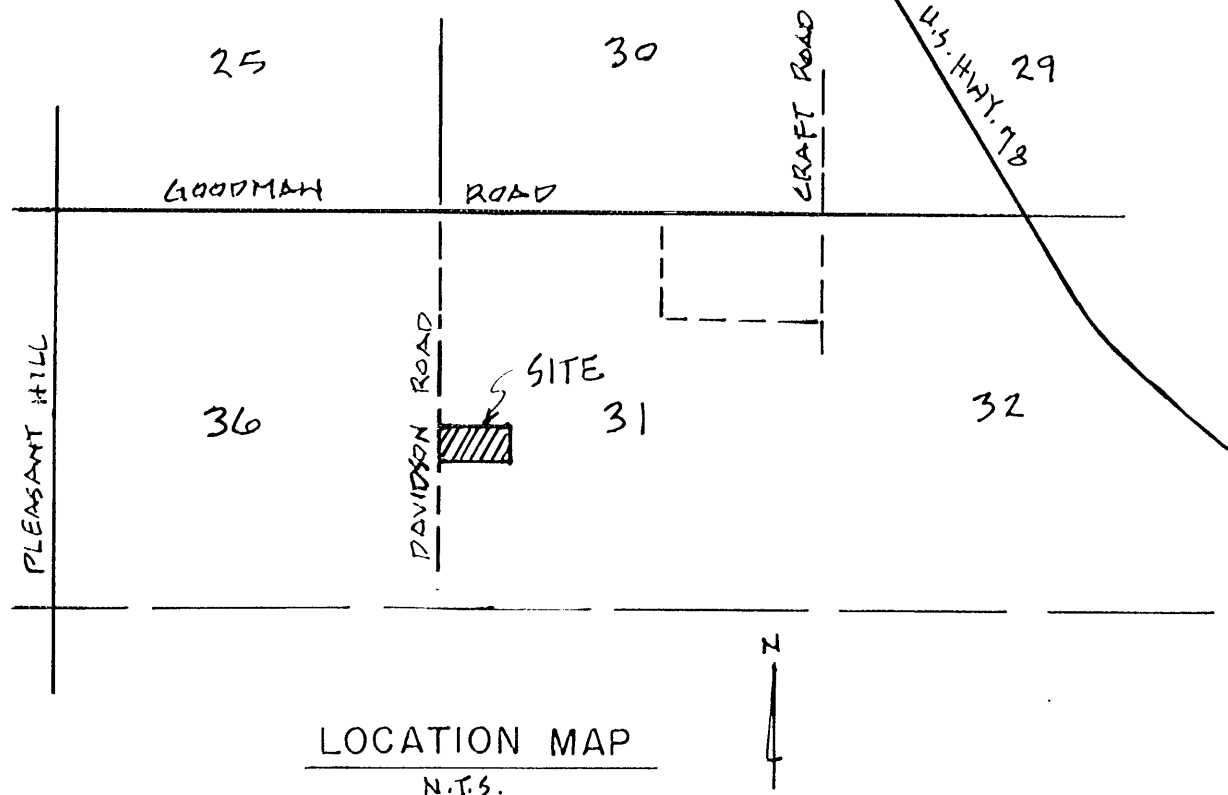 25
30
CRAFT ROAD
U.S. HWY. 78
29
GOODMAN ROAD
PLEASANT HILL
36
DAVIDSON ROAD
SITE
31
32
N
LOCATION MAP
N.T.S.